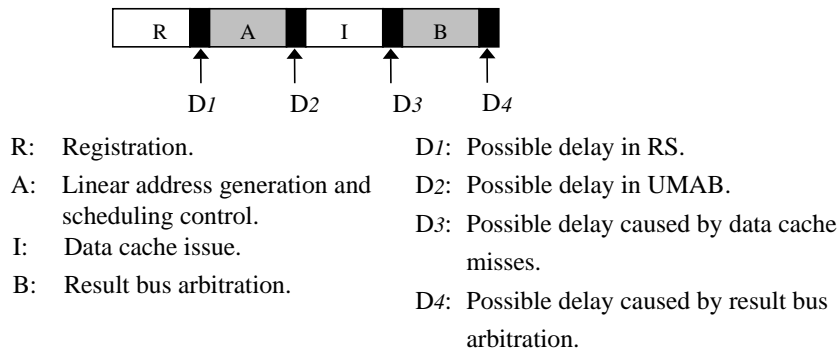 R A I B
D1 D2 D3 D4
R: Registration.
A: Linear address generation and
scheduling control.
I: Data cache issue.
B: Result bus arbitration.
D1: Possible delay in RS.
D2: Possible delay in UMAB.
D3: Possible delay caused by data cache
misses.
D4: Possible delay caused by result bus
arbitration.